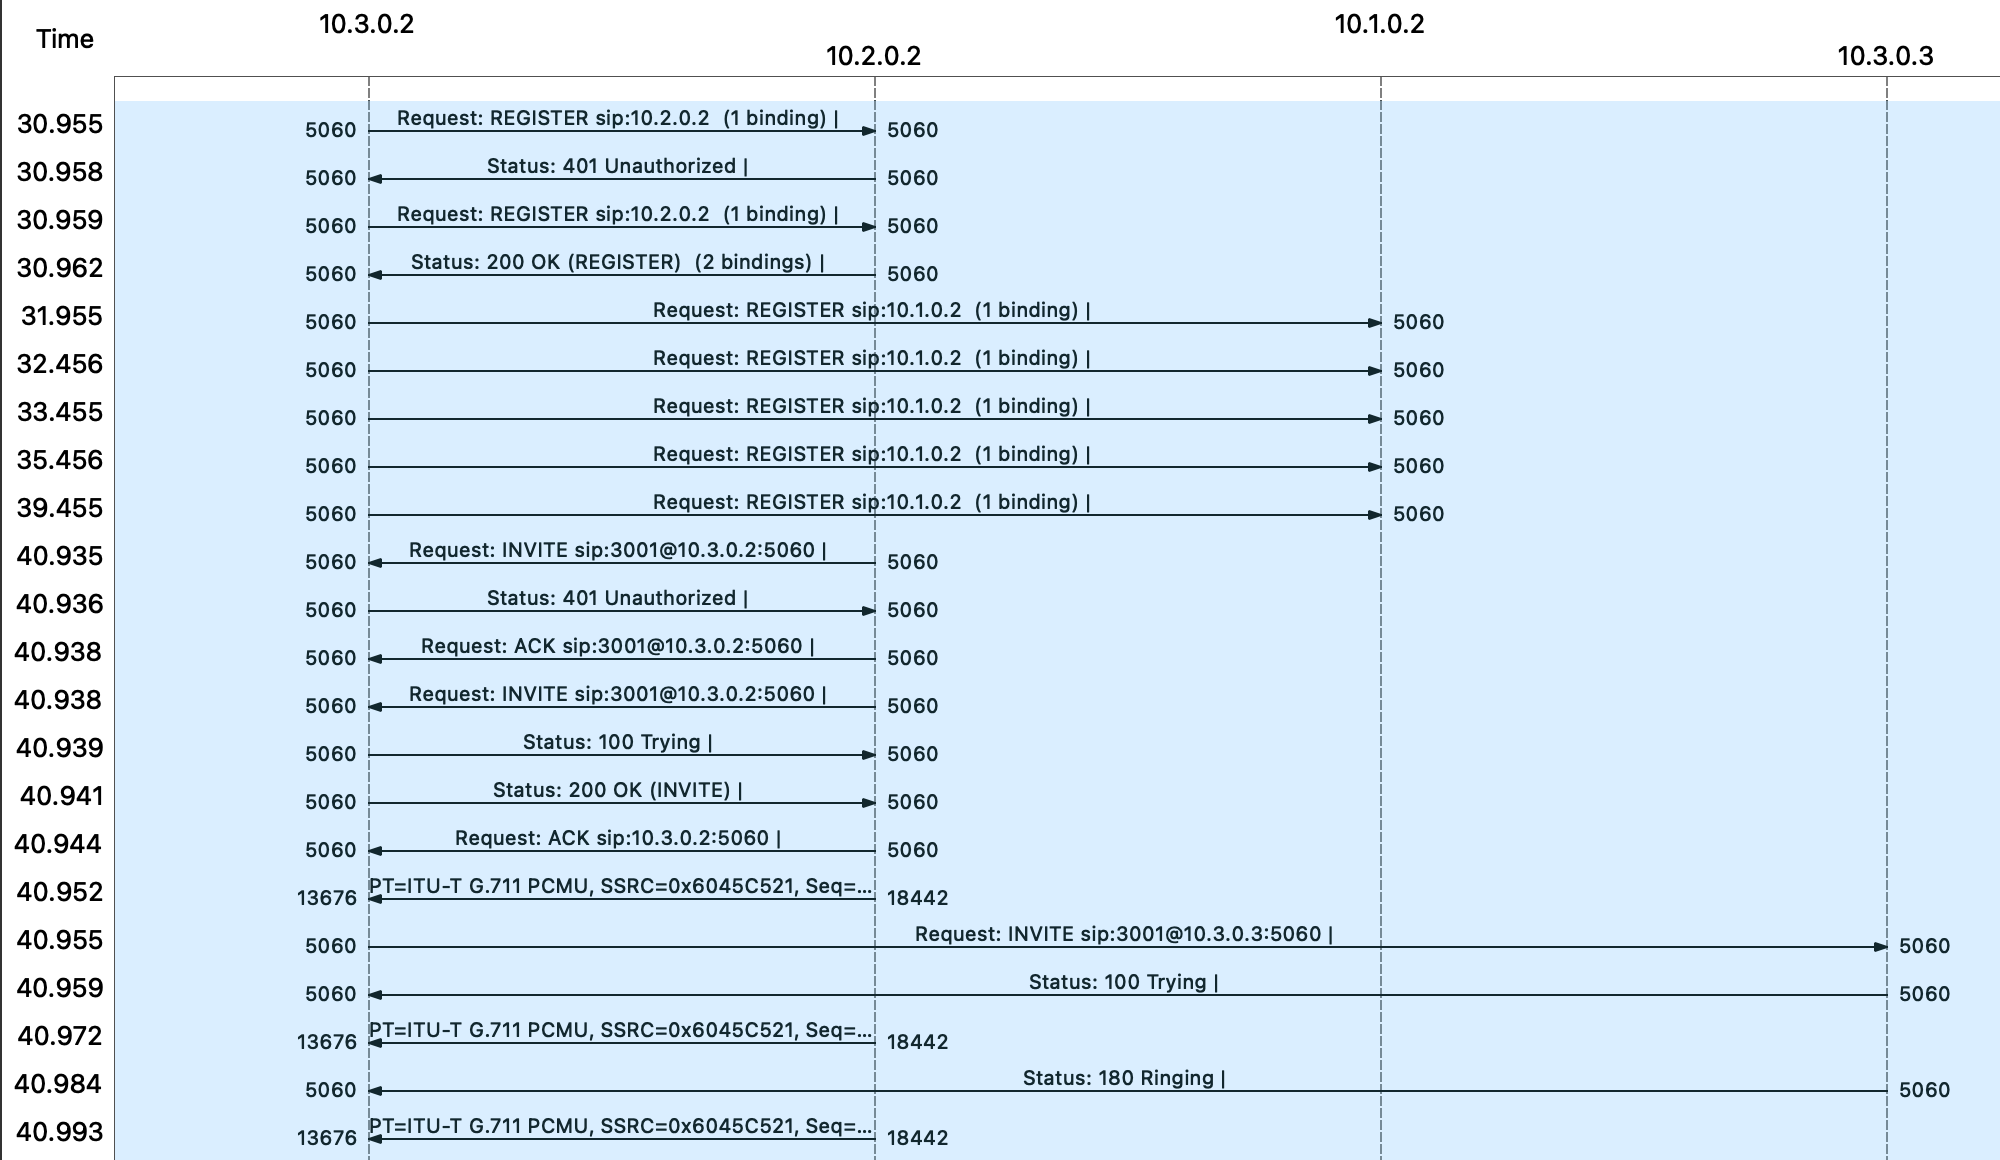 10.3.0.2 10.1.0.2
Time
10.2.0.2 10.3.0.3
30.955 5060 Request: REGISTER sip:10.2.0.2 (1 binding) | 5060
30.958 5060 Status: 401 Unauthorized | 5060
30.959 5060 Request: REGISTER sip:10.2.0.2 (1 binding) | 5060
30.962 5060 Status: 200 OK (REGISTER) (2 bindings) | 5060
31.955 5060 Request: REGISTER sip:10.1.0.2 (1 binding) | 5060
32.456 5060 Request: REGISTER sip:10.1.0.2 (1 binding) | 5060
33.455 5060 Request: REGISTER sip:10.1.0.2 (1 binding) | 5060
35.456 5060 Request: REGISTER sip:10.1.0.2 (1 binding) | 5060
39.455 5060 Request: REGISTER sip:10.1.0.2 (1 binding) | 5060
40.935 5060 Request: INVITE sip:3001@10.3.0.2:5060 | 5060
40.936 5060 Status: 401 Unauthorized | 5060
40.938 5060 Request: ACK sip:3001@10.3.0.2:5060 | 5060
40.938 5060 Request: INVITE sip:3001@10.3.0.2:5060 | 5060
40.939 5060 Status: 100 Trying | 5060
40.941 5060 Status: 200 OK (INVITE) | 5060
40.944 5060 Request: ACK sip:10.3.0.2:5060 | 5060
40.952 13676 PT=ITU-T G.711 PCMU, SSRC=0x6045C521, Seq=... 18442
40.955 5060 Request: INVITE sip:3001@10.3.0.3:5060 | 5060
40.959 5060 Status: 100 Trying | 5060
40.972 13676 PT=ITU-T G.711 PCMU, SSRC=0x6045C521, Seq=... 18442
40.984 5060 Status: 180 Ringing | 5060
40.993 13676 PT=ITU-T G.711 PCMU, SSRC=0x6045C521, Seq=... 18442